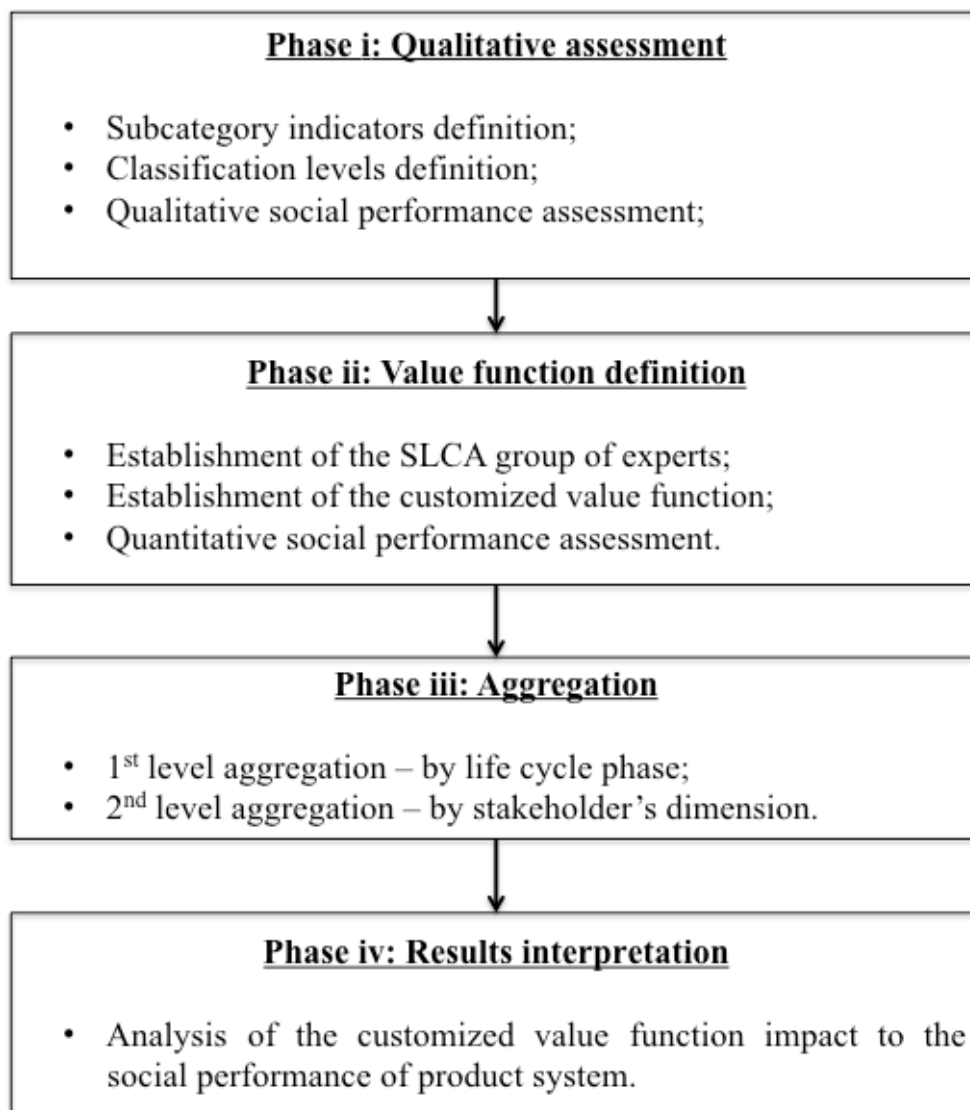 Phase i: Qualitative assessment
• Subcategory indicators definition;
• Classification levels definition;
• Qualitative social performance assessment;
Phase ii: Value function definition
• Establishment of the SLCA group of experts;
• Establishment of the customized value function;
• Quantitative social performance assessment.
Phase iii: Aggregation
• 1st level aggregation – by life cycle phase;
• 2nd level aggregation – by stakeholder’s dimension.
Phase iv: Results interpretation
• Analysis of the customized value function impact to the
social performance of product system.